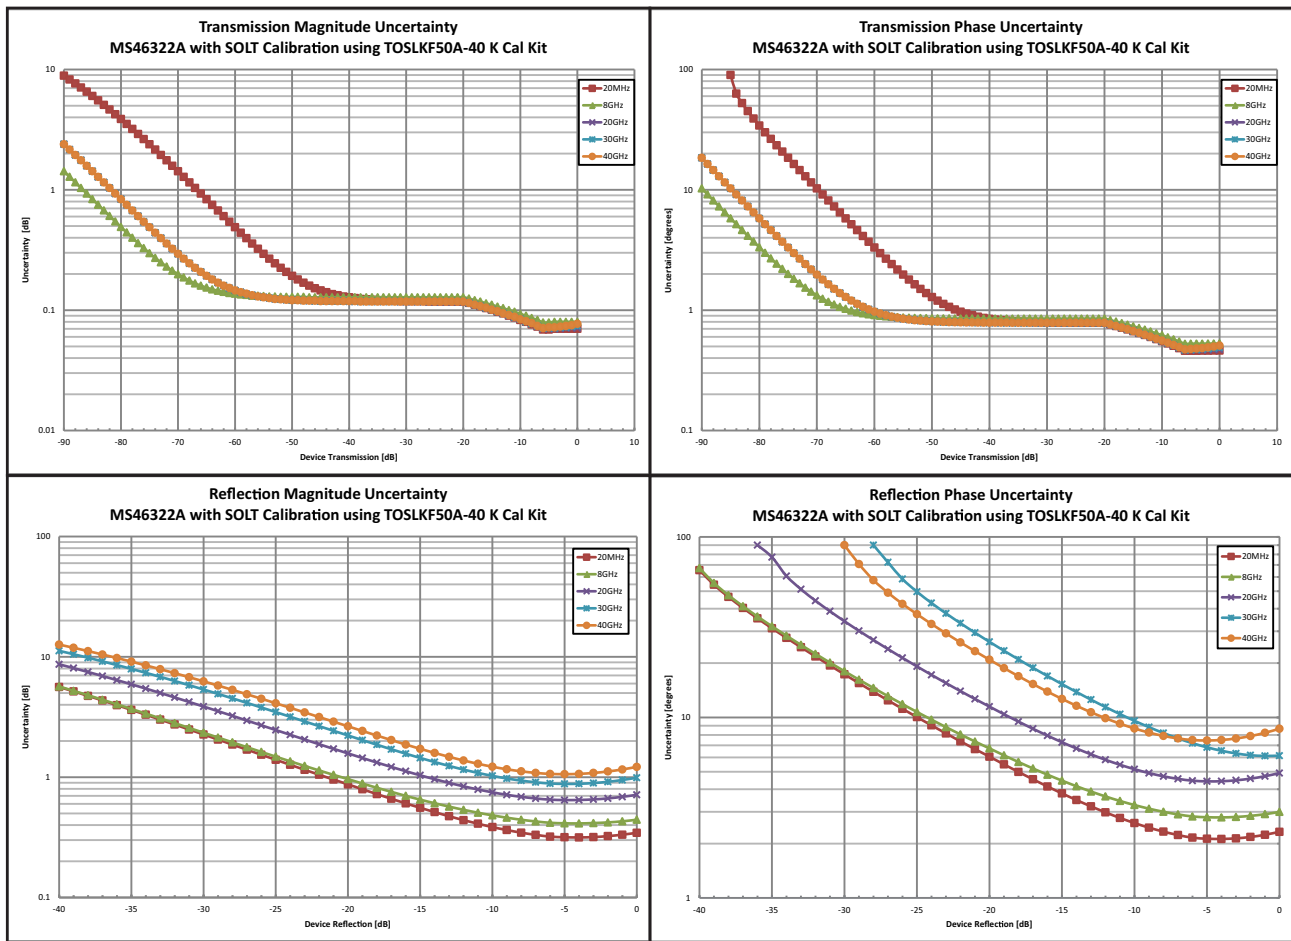 Transmission Magnitude Uncertainty
MS46322A with SOLT Calibration using TOSLKF50A-40 K Cal Kit
10
1
0.1
0.01
Uncertainty [dB]
-90 -80 -70 -60 -50 -40 -30 -20 -10 0 10
Device Transmission [dB]
20MHz
8GHz
20GHz
30GHz
40GHz
Transmission Phase Uncertainty
MS46322A with SOLT Calibration using TOSLKF50A-40 K Cal Kit
100
10
1
0.1
Uncertainty [degrees]
-90 -80 -70 -60 -50 -40 -30 -20 -10 0 10
Device Transmission [dB]
20MHz
8GHz
20GHz
30GHz
40GHz
Reflection Magnitude Uncertainty
MS46322A with SOLT Calibration using TOSLKF50A-40 K Cal Kit
100
10
1
0.1
Uncertainty [dB]
-40 -35 -30 -25 -20 -15 -10 -5 0
Device Reflection [dB]
20MHz
8GHz
20GHz
30GHz
40GHz
Reflection Phase Uncertainty
MS46322A with SOLT Calibration using TOSLKF50A-40 K Cal Kit
100
10
1
Uncertainty [degrees]
-40 -35 -30 -25 -20 -15 -10 -5 0
Device Reflection [dB]
20MHz
8GHz
20GHz
30GHz
40GHz